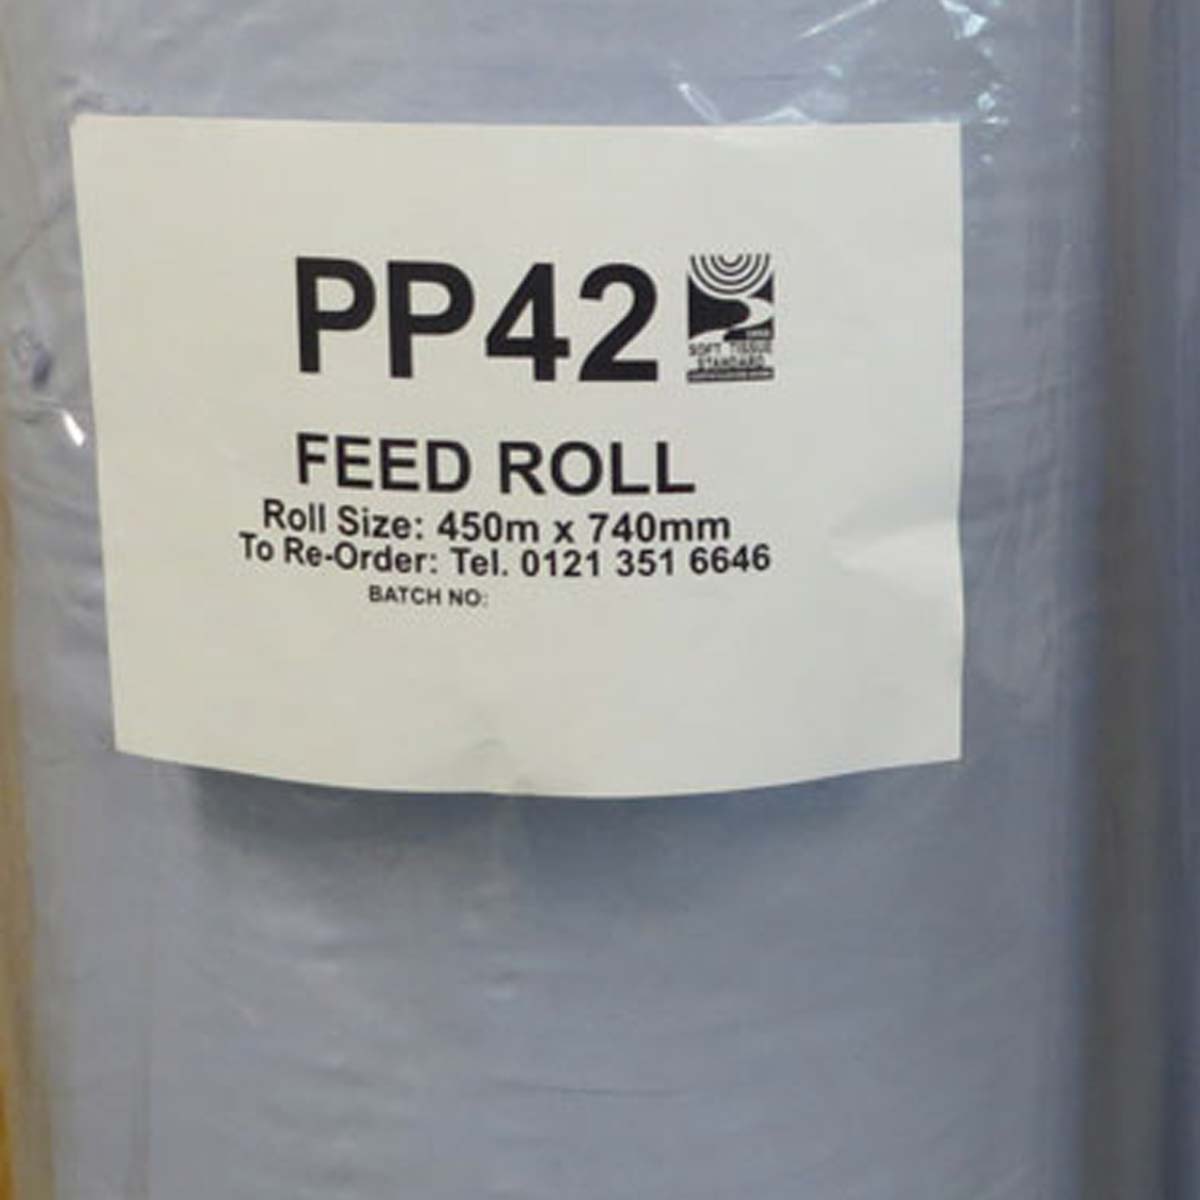 PP42
SOFT TISSUE
STANDARD
FEED ROLL
Roll Size: 450m x 740mm
To Re-Order: Tel. 0121 351 6646
BATCH NO: